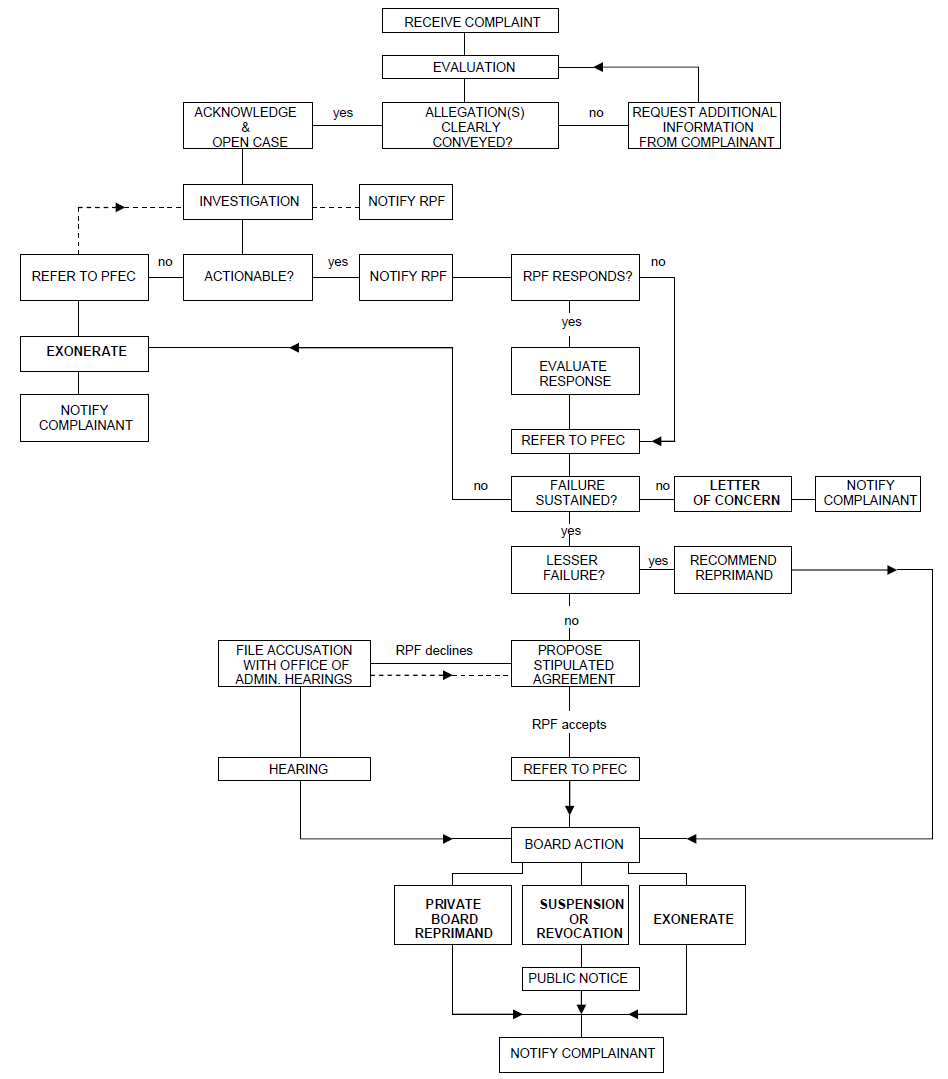 RECEIVE COMPLAINT
EVALUATION
ACKNOWLEDGE
&
OPEN CASE
yes
ALLEGATION(S)
CLEARLY
CONVEYED?
no
REQUEST ADDITIONAL
INFORMATION
FROM COMPLAINANT
INVESTIGATION
NOTIFY RPF
REFER TO PFEC
no
ACTIONABLE?
yes
NOTIFY RPF
RPF RESPONDS?
no
yes
EXONERATE
EVALUATE
RESPONSE
NOTIFY
COMPLAINANT
REFER TO PFEC
no
FAILURE
SUSTAINED?
no
LETTER
OF CONCERN
NOTIFY
COMPLAINANT
yes
LESSER
FAILURE?
yes
RECOMMEND
REPRIMAND
no
FILE ACCUSATION
WITH OFFICE OF
ADMIN. HEARINGS
RPF declines
PROPOSE
STIPULATED
AGREEMENT
RPF accepts
HEARING
REFER TO PFEC
BOARD ACTION
PRIVATE
BOARD
REPRIMAND
SUSPENSION
OR
REVOCATION
EXONERATE
PUBLIC NOTICE
NOTIFY COMPLAINANT